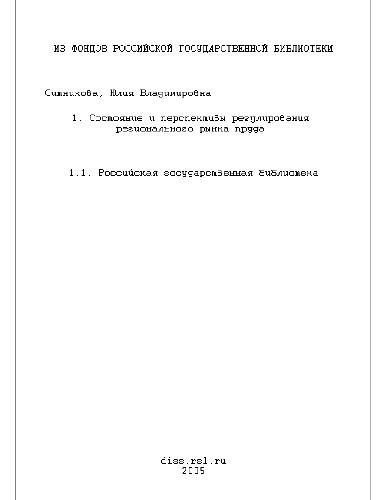 ИЗ ФОНДОВ РОССИЙСКОЙ ГОСУДАРСТВЕННОЙ БИБЛИОТЕКИ
Ситникова, Юлия Владимировна
1. Состояние и перспективы регулирования
регионального рынка труда
1.1. Российская государственная библиотека
diss.rsl.ru
2005